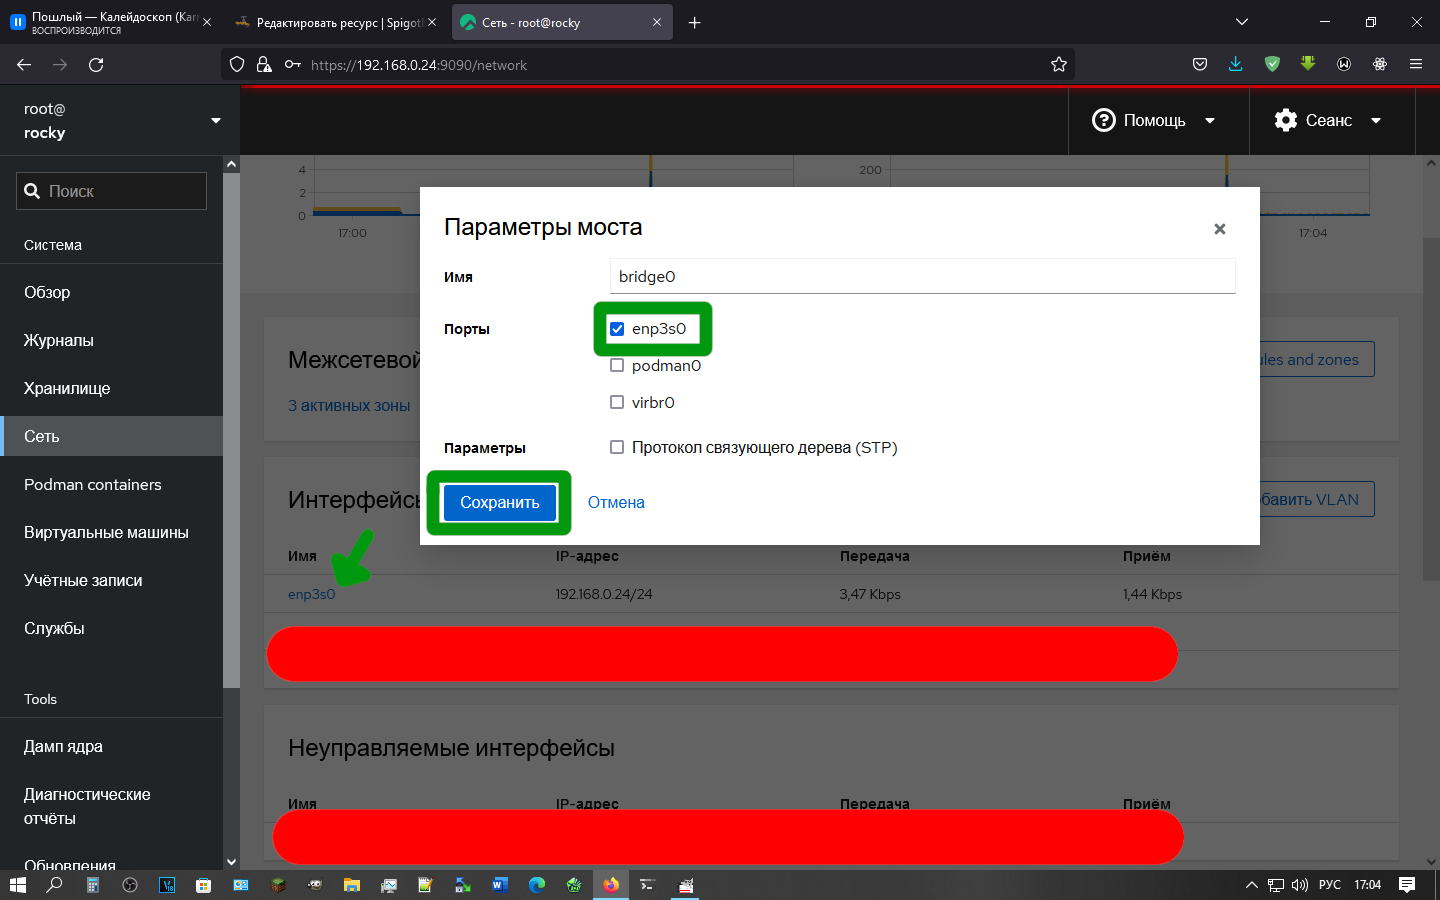 Пошлый — Калейдоскоп (Кап
ВОСПРОИЗВОДИТСЯ
Редактировать ресурс | Spigot
Сеть - root@rocky
https://192.168.0.24:9090/network
root@
rocky
Помощь
Сеанс
Поиск
Система
Обзор
Журналы
Хранилище
Сеть
Podman containers
Виртуальные машины
Учётные записи
Службы
Tools
Дамп ядра
Диагностические
отчёты
Обновления
4
2
0
17:00
200
17:04
Параметры моста
Имя
bridge0
Порты
enp3s0
podman0
virbr0
Параметры
Протокол связующего дерева (STP)
Сохранить
Отмена
Межсетевой
ules and zones
3 активных зоны
Интерфейсы
обавить VLAN
Имя
IP-адрес
Передача
Приём
enp3s0
192.168.0.24/24
3,47 Kbps
1,44 Kbps
Неуправляемые интерфейсы
Имя
IP-адрес
Передача
Приём
РУС
17:04